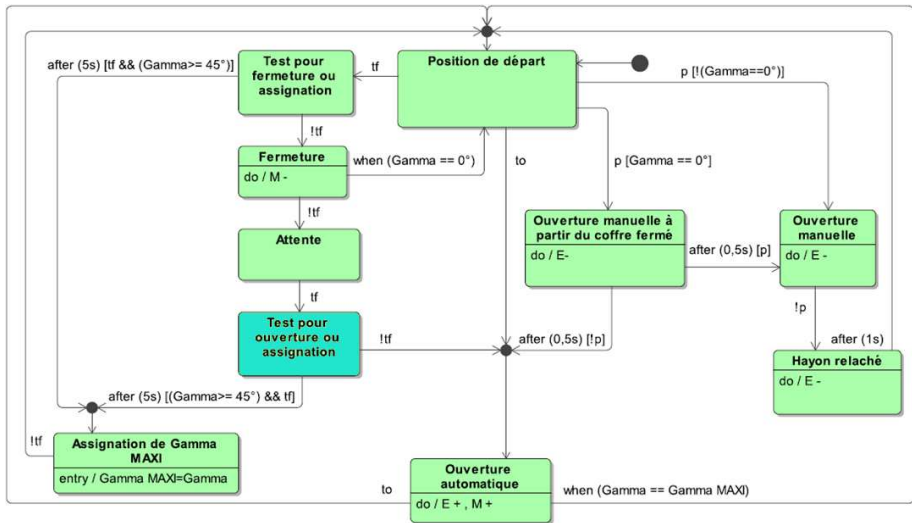 after (5s) [tf && (Gamma>= 45°)]
Test pour
fermeture ou
assignation
tf
Position de départ
p [!(Gamma==0°)]
!tf
Fermeture
do / M -
when (Gamma == 0°)
to
p [Gamma == 0°]
!tf
Attente
Ouverture manuelle à
partir du coffre fermé
do / E-
after (0,5s) [p]
Ouverture
manuelle
do / E -
tf
Test pour
ouverture ou
assignation
!tf
after (0,5s) [!p]
!p
after (1s)
Hayon relaché
do / E -
after (5s) [(Gamma>= 45°) && tf]
!tf
Assignation de Gamma
MAXI
entry / Gamma MAXI=Gamma
to
Ouverture
automatique
do / E + , M +
when (Gamma == Gamma MAXI)